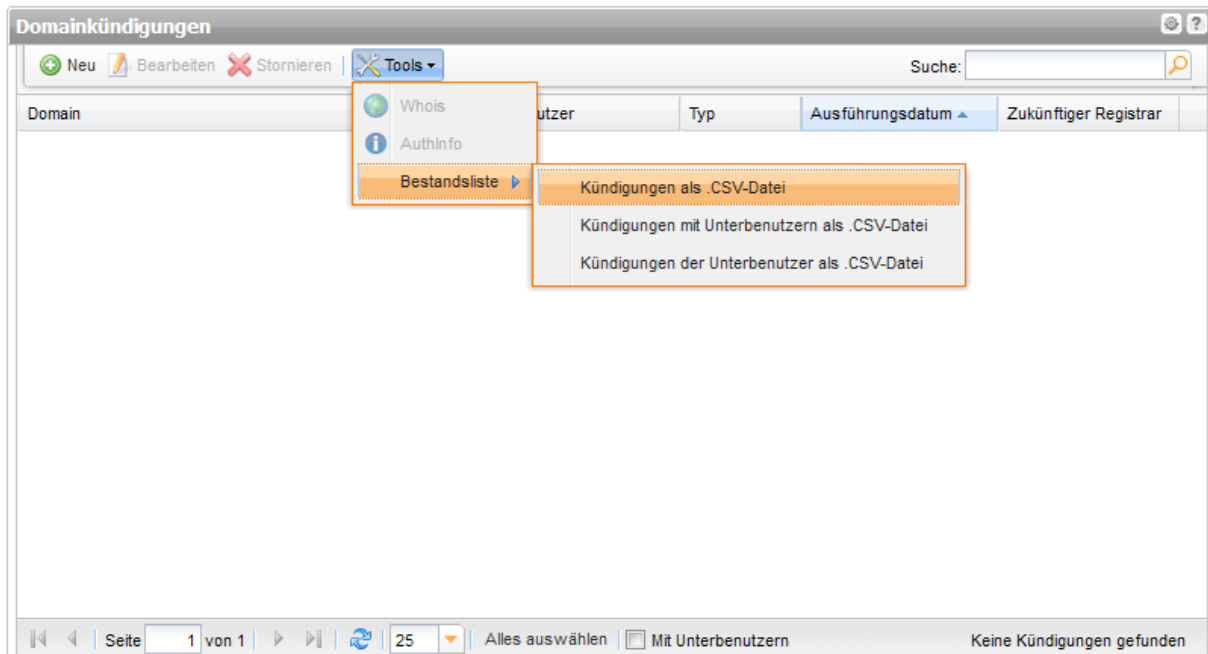 Domainkündigungen
Neu Bearbeiten Stornieren Tools Suche:
Domain utzer Typ Ausführungsdatum Zukünftiger Registrar
Whois
AuthInfo
Bestandsliste
Kündigungen als .CSV-Datei
Kündigungen mit Unterbenutzern als .CSV-Datei
Kündigungen der Unterbenutzer als .CSV-Datei
Seite 1 von 1 25 Alles auswählen Mit Unterbenutzern Keine Kündigungen gefunden